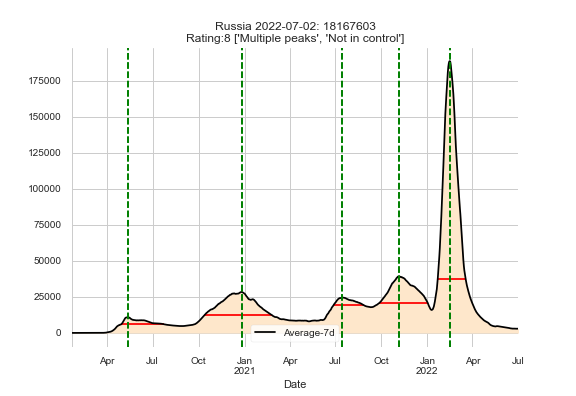 Russia 2022-07-02: 18167603
Rating:8 ['Multiple peaks', 'Not in control']
175000
150000
125000
100000
75000
50000
25000
0
Average-7d
Apr Jul Oct Jan Apr Jul Oct Jan Apr Jul
2021 2022
Date